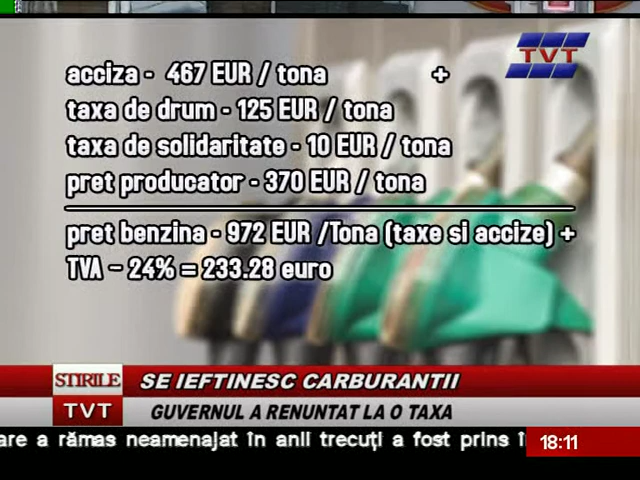 acciza - 467 EUR / tona +
TVT
taxa de drum - 125 EUR / tona
taxa de solidaritate - 10 EUR / tona
pret producator - 370 EUR / tona
pret benzina - 972 EUR /Tona (taxe si accize) +
TVA - 24% = 233.28 euro
STIRILE
SE IEFTINESC CARBURANTII
TVT
GUVERNUL A RENUNTAT LA O TAXA
are a rămas neamenajat în anii trecuți a fost prins î
18:11